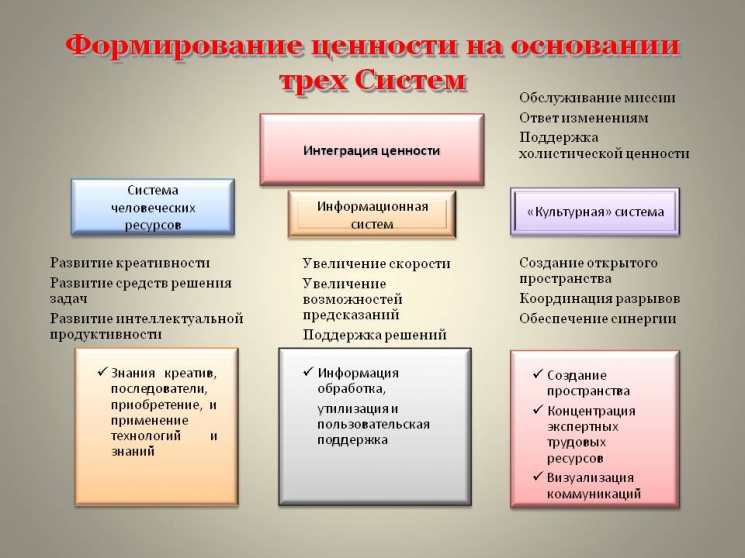 Формирование ценности на основании
трех Систем
Обслуживание миссии
Ответ изменениям
Поддержка
холистической ценности
Интеграция ценности
Система
человеческих
ресурсов
Информационная
систем
«Культурная» система
Развитие креативности
Развитие средств решения
задач
Развитие интеллектуальной
продуктивности
Увеличение скорости
Увеличение
возможностей
предсказаний
Поддержка решений
Создание открытого
пространства
Координация разрывов
Обеспечение синергии
✓ Знания креатив,
последователи,
приобретение, и
применение
технологий и
знаний
✓ Информация
обработка,
утилизация и
пользовательская
поддержка
✓ Создание
пространства
✓ Концентрация
экспертных
трудовых
ресурсов
✓ Визуализация
коммуникаций